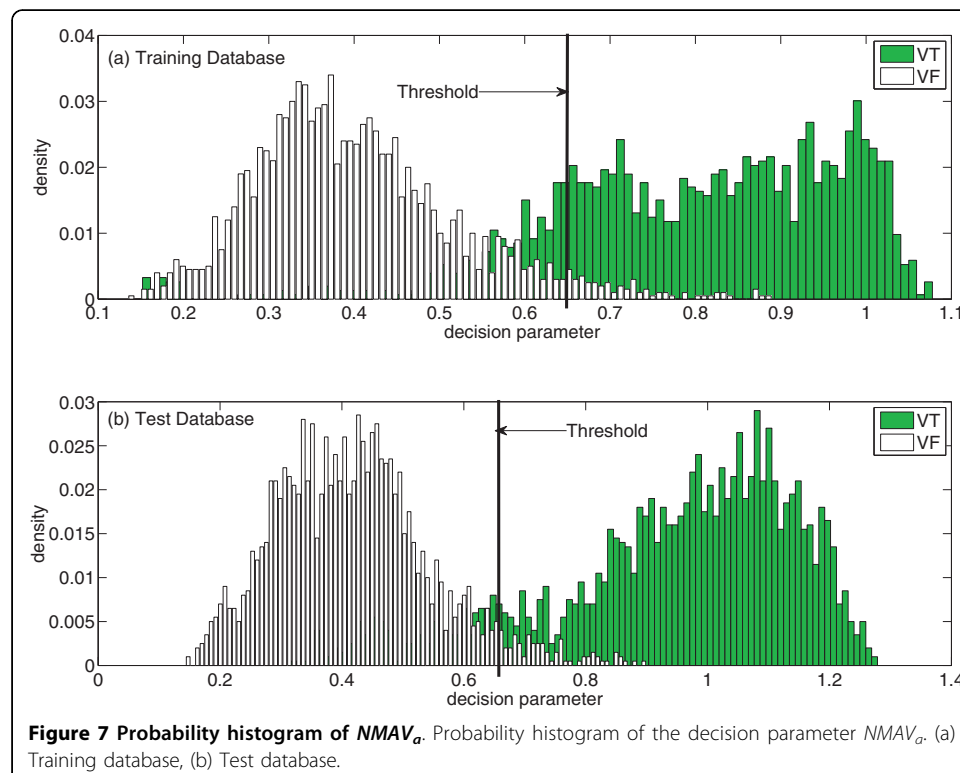 (a) Training Database
Threshold
VT
VF
density
0.04
0.03
0.02
0.01
0
0.1 0.2 0.3 0.4 0.5 0.6 0.7 0.8 0.9 1 1.1
decision parameter
(b) Test Database
Threshold
VT
VF
density
0.03
0.025
0.02
0.015
0.01
0.005
0
0 0.2 0.4 0.6 0.8 1 1.2 1.4
decision parameter
Figure 7 Probability histogram of NMAVa. Probability histogram of the decision parameter NMAVa. (a)
Training database, (b) Test database.